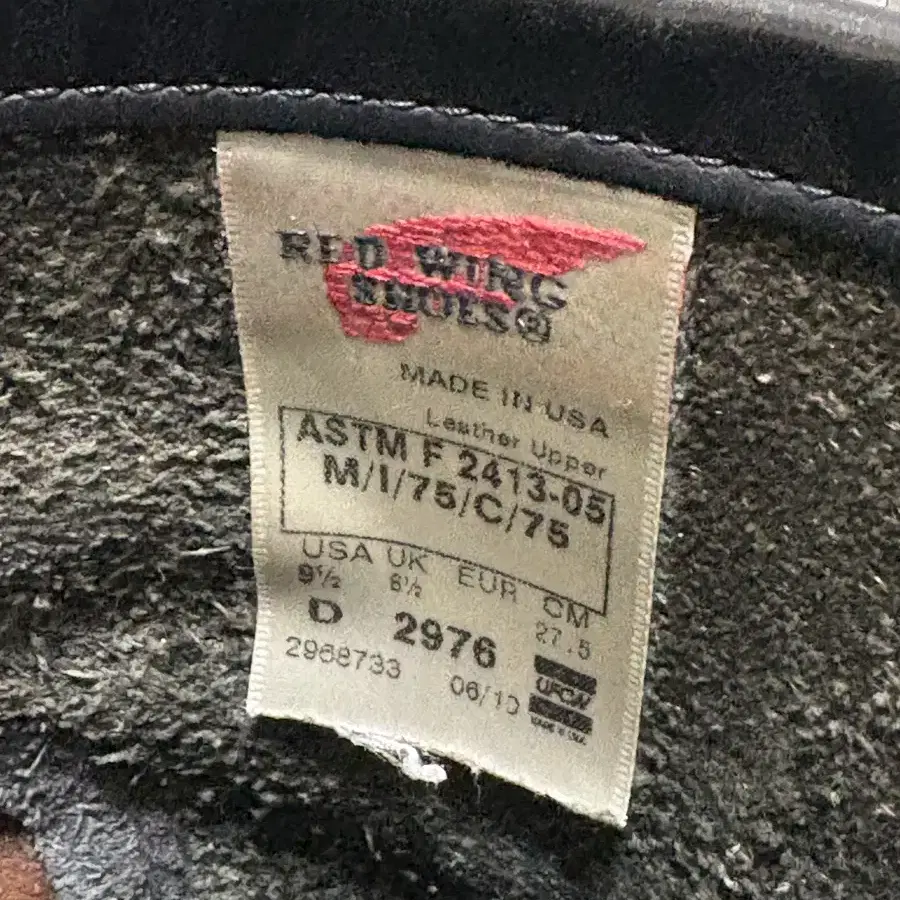 RED WING
SHOES®
MADE IN USA
Leather Upper
ASTM F 2413-05
M/I/75/C/75
USA UK EUR CM
9½ 8½ 27.5
D 2976
2968733 06/10
UFCW